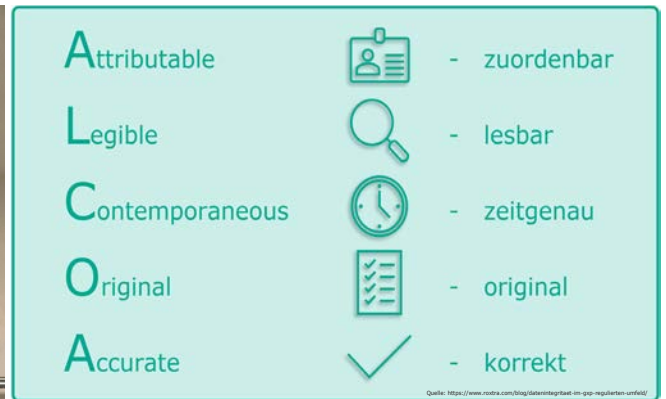 Attributable - zuordenbar
Legible - lesbar
Contemporaneous - zeitgenau
Original - original
Accurate - korrekt
Quelle: https://www.roxtra.com/blog/datenintegritaet-im-gxp-regulierten-umfeld/